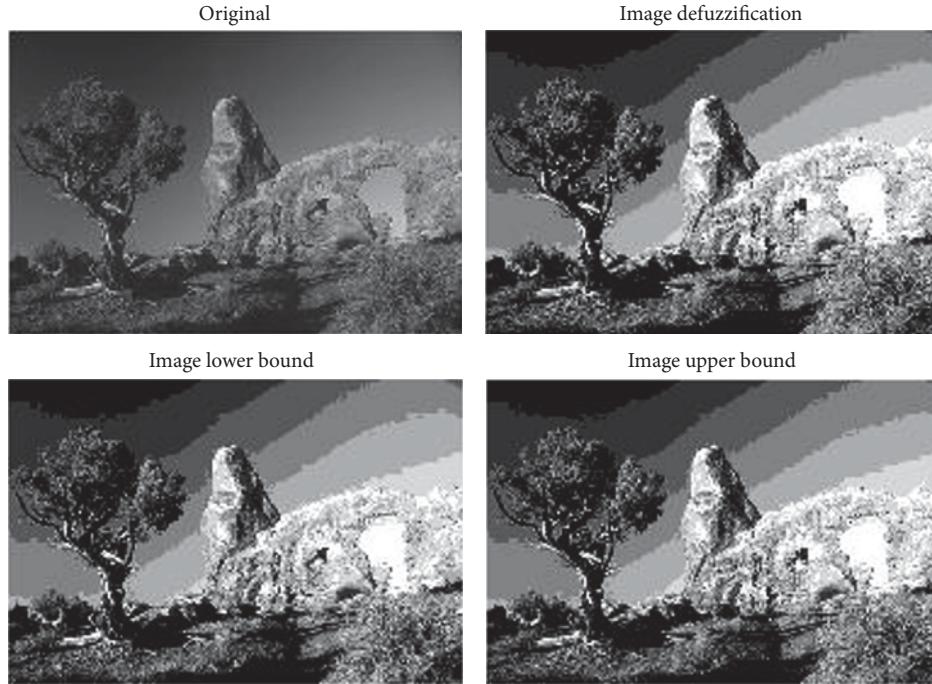 Original
Image defuzzification
Image lower bound
Image upper bound